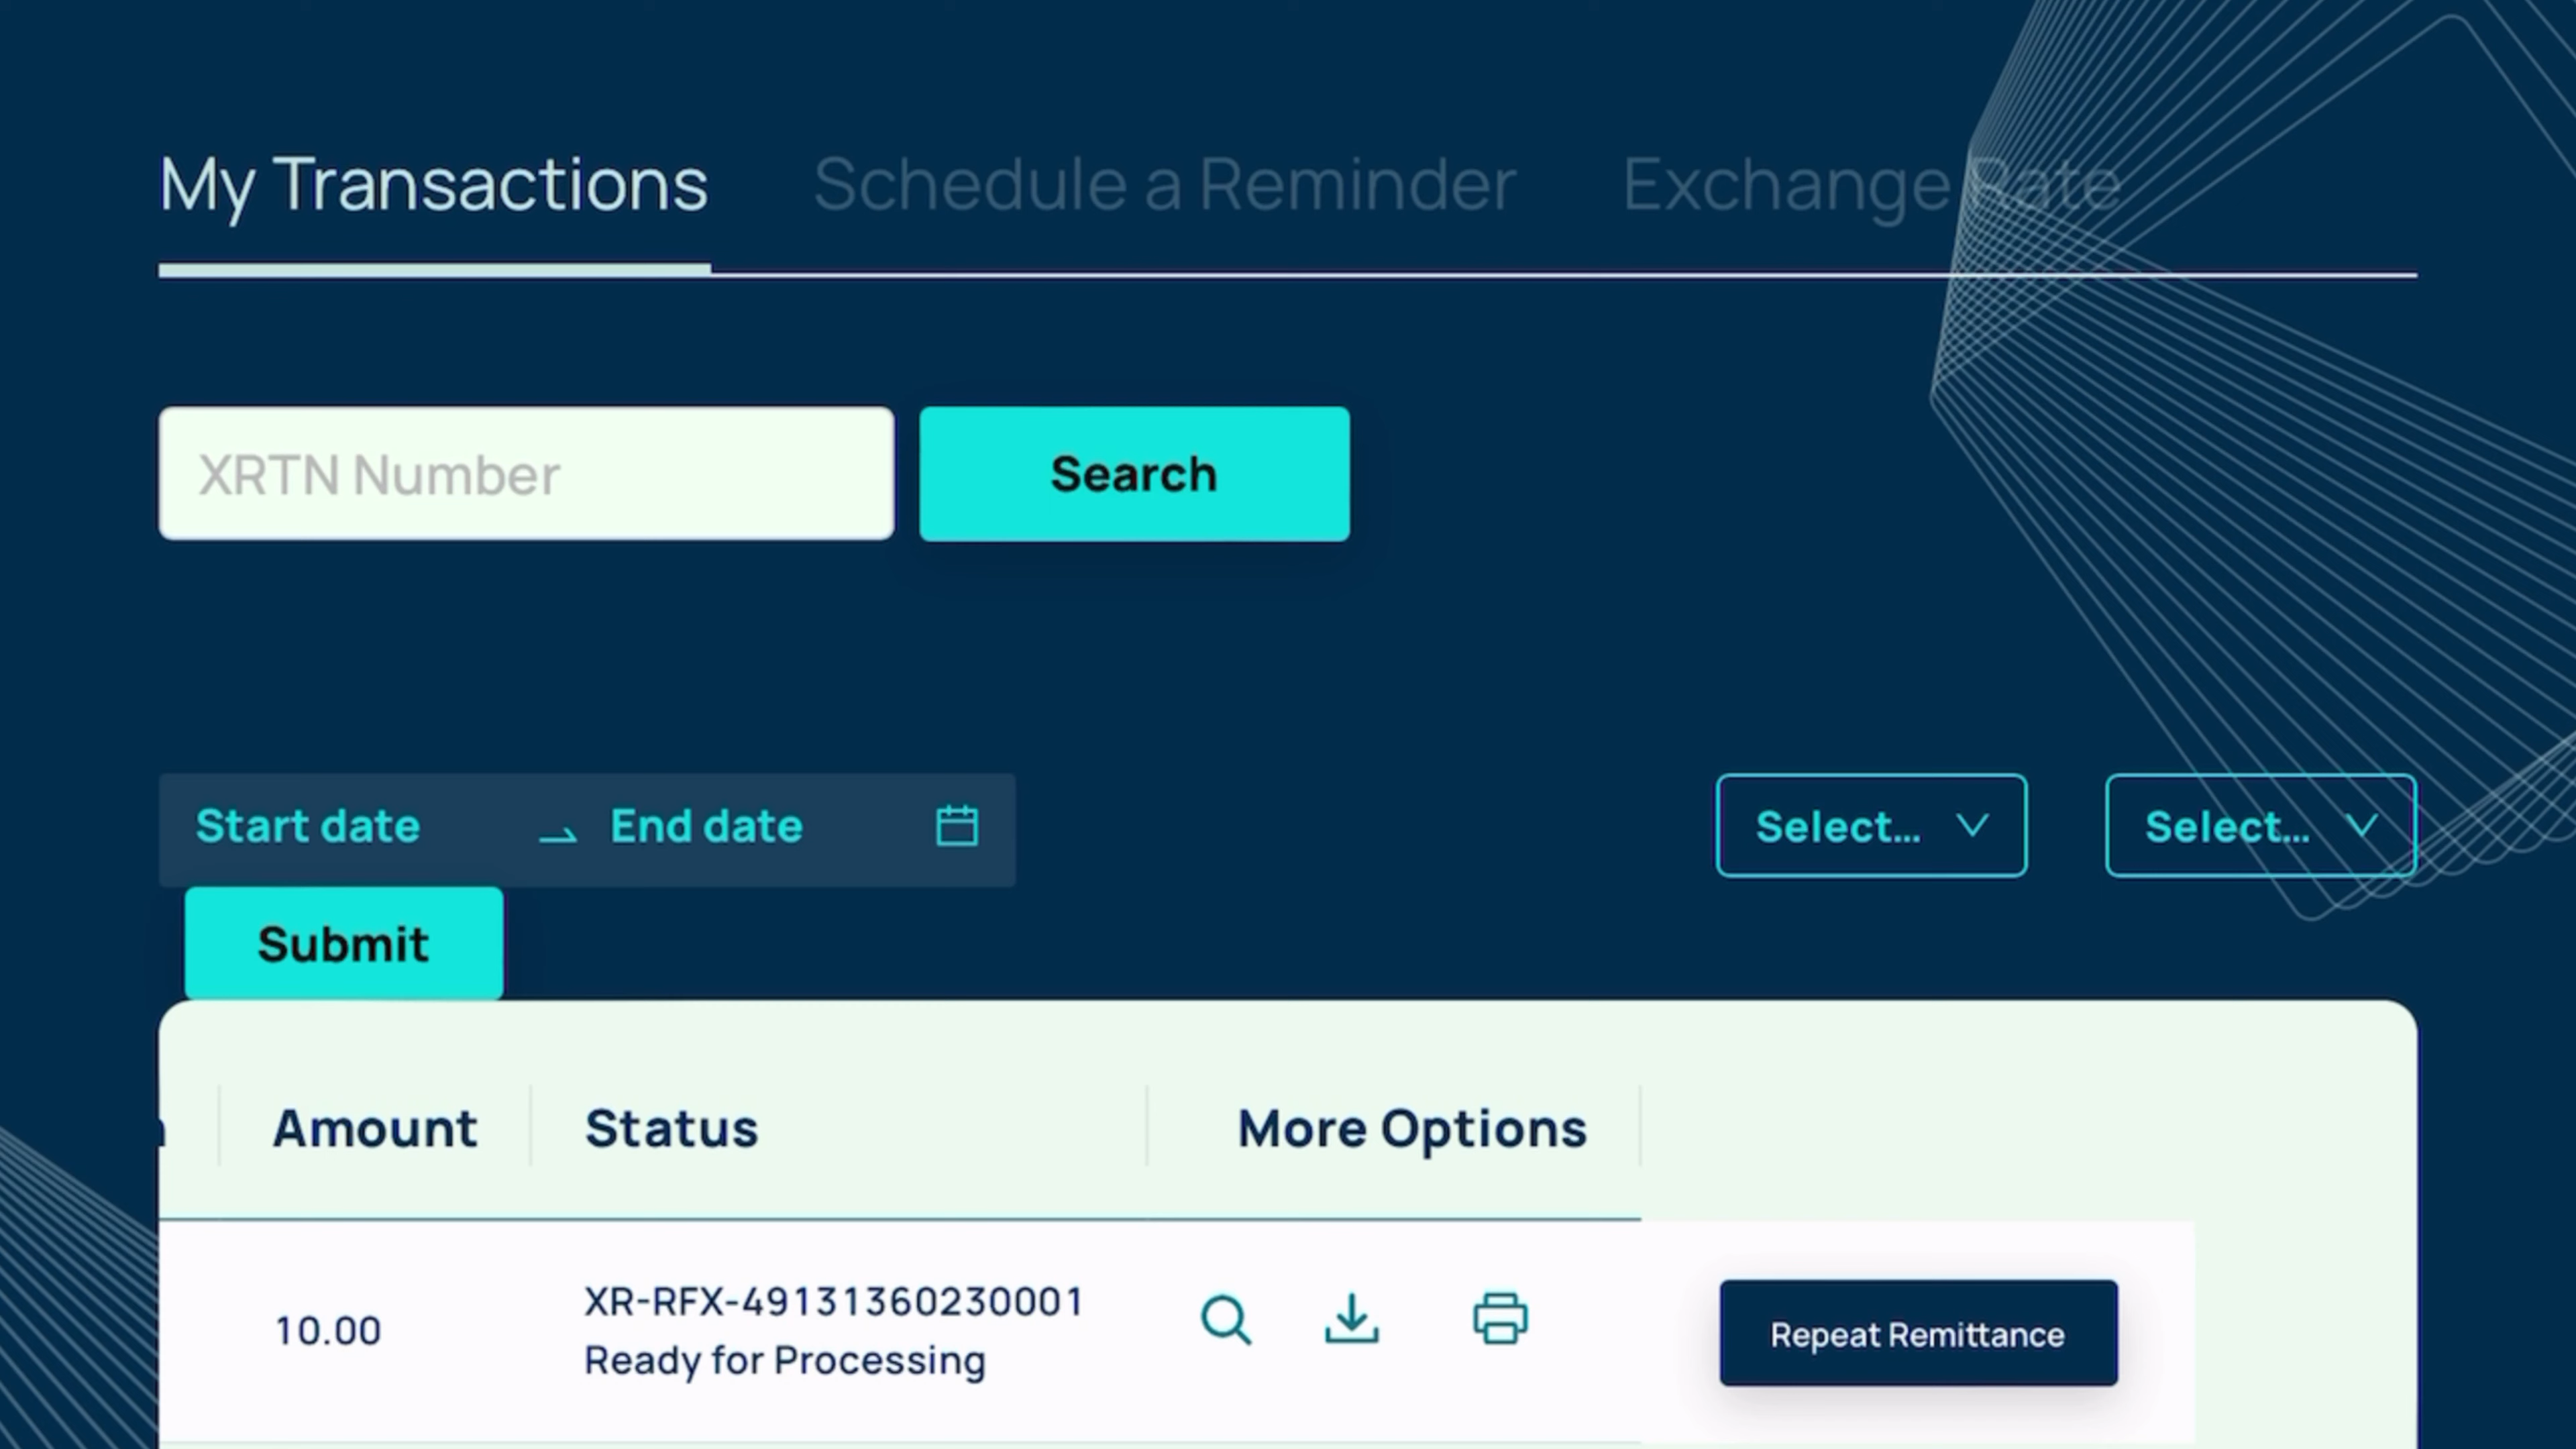 My Transactions Schedule a Reminder Exchange Rate
XRTN Number Search
Start date End date Select... Select...
Submit
Amount Status More Options
10.00 XR-RFX-49131360230001 Repeat Remittance
Ready for Processing